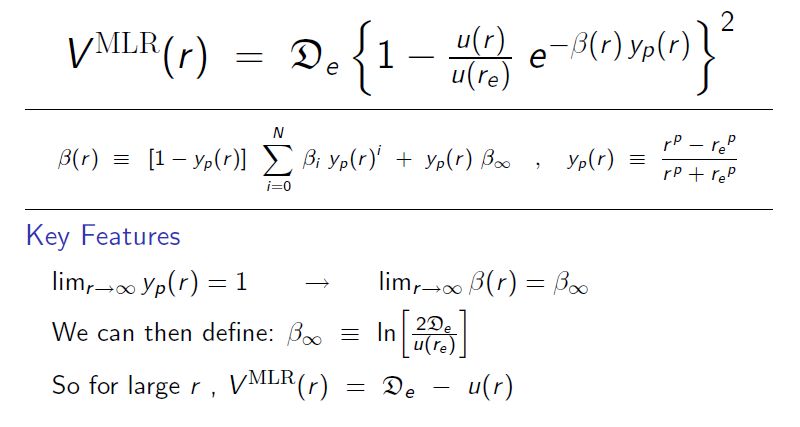 V^MLR(r) = 𝔇_e {1 − u(r)/u(r_e) e^{−β(r) y_p(r)}}^2
β(r) ≡ [1 − y_p(r)] ∑_{i=0}^{N} β_i y_p(r)^i + y_p(r) β_∞ , y_p(r) ≡ (r^p − r_e^p)/(r^p + r_e^p)
Key Features
lim_{r→∞} y_p(r) = 1 → lim_{r→∞} β(r) = β_∞
We can then define: β_∞ ≡ ln[2𝔇_e/u(r_e)]
So for large r , V^MLR(r) = 𝔇_e − u(r)